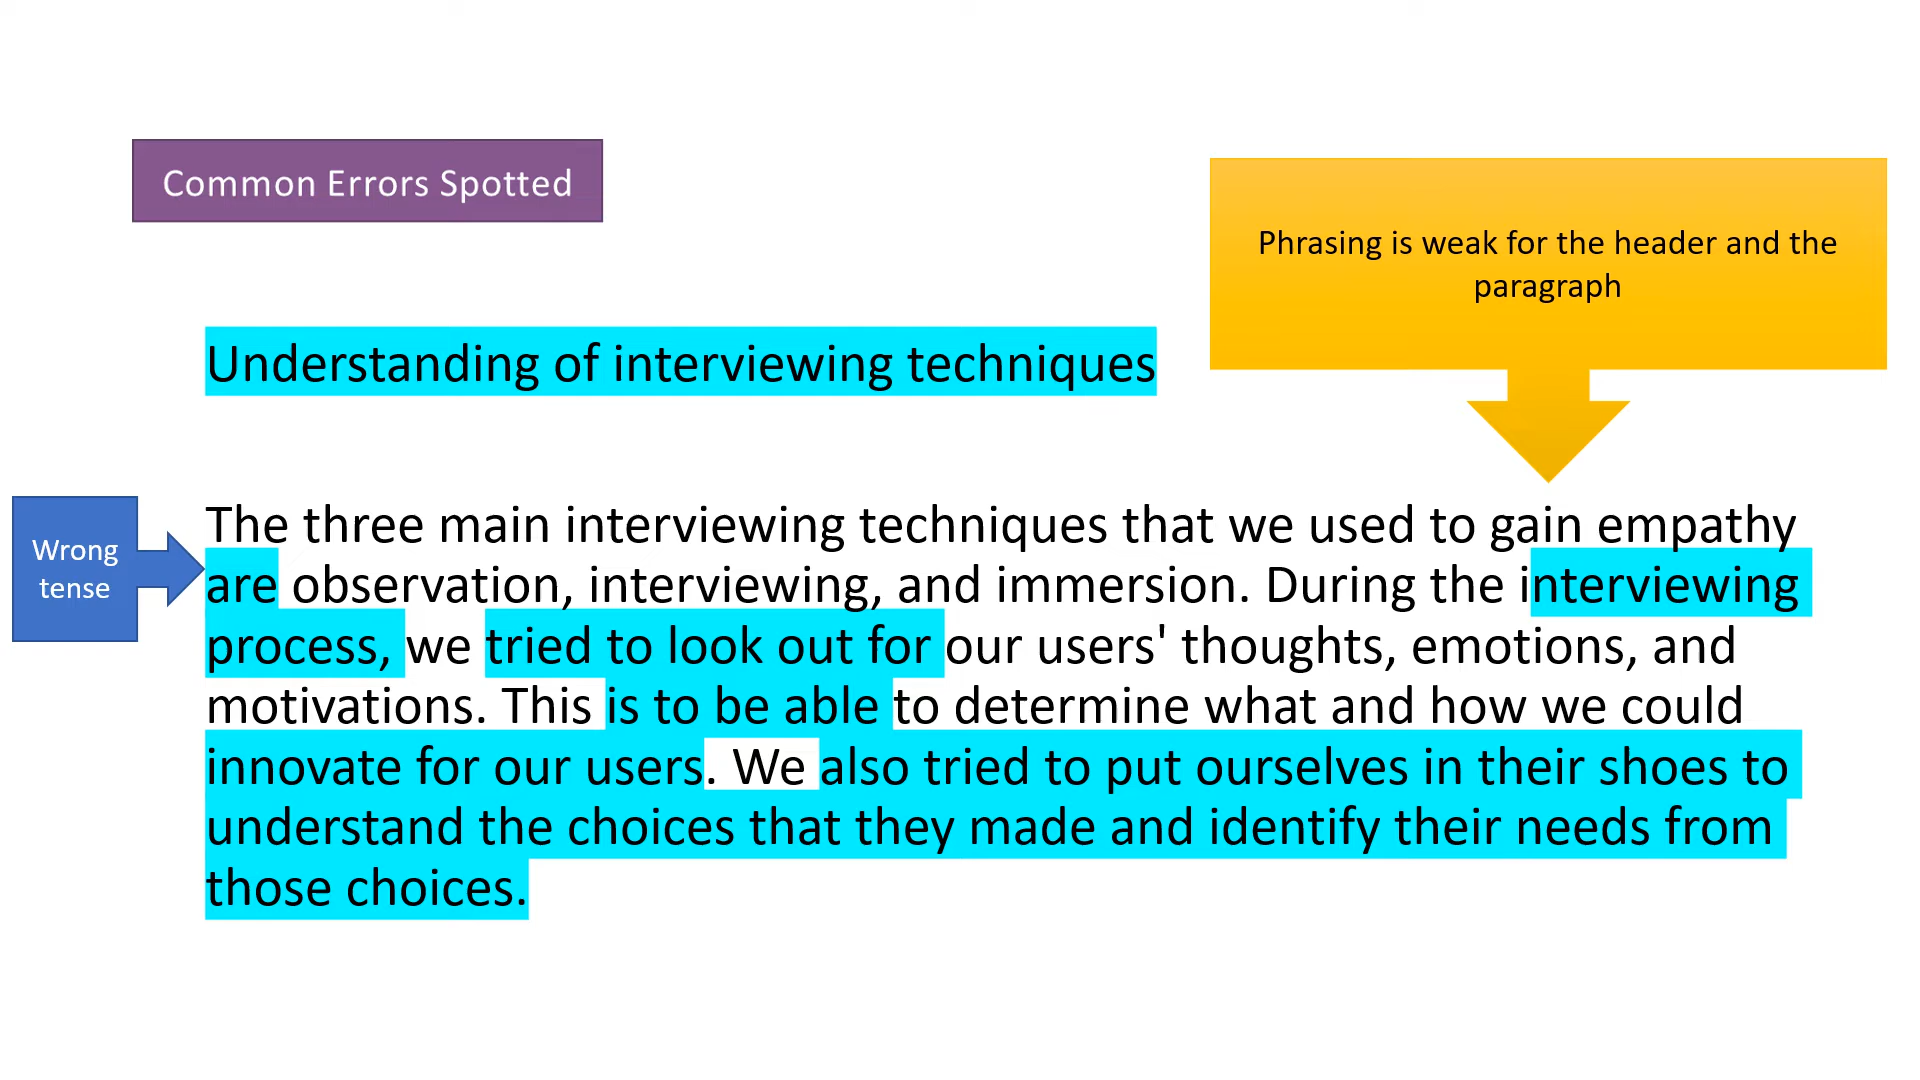 Common Errors Spotted
Phrasing is weak for the header and the
paragraph
Understanding of interviewing techniques
Wrong
tense
The three main interviewing techniques that we used to gain empathy
are observation, interviewing, and immersion. During the interviewing
process, we tried to look out for our users' thoughts, emotions, and
motivations. This is to be able to determine what and how we could
innovate for our users. We also tried to put ourselves in their shoes to
understand the choices that they made and identify their needs from
those choices.